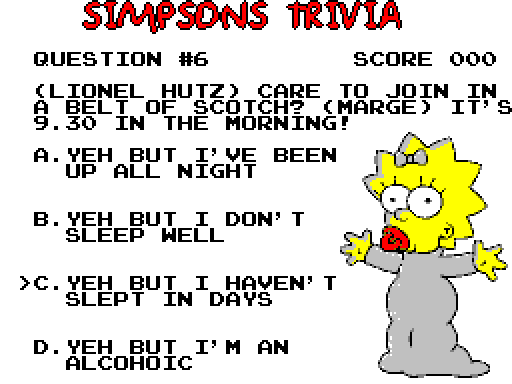 SIMPSONS TRIVIA
QUESTION #6 SCORE 000
(LIONEL HUTZ) CARE TO JOIN IN
A BELT OF SCOTCH? (MARGE) IT'S
9.30 IN THE MORNING!
A. YEH BUT I'VE BEEN
UP ALL NIGHT
B. YEH BUT I DON'T
SLEEP WELL
>C. YEH BUT I HAVEN'T
SLEPT IN DAYS
D. YEH BUT I'M AN
ALCOHOIC